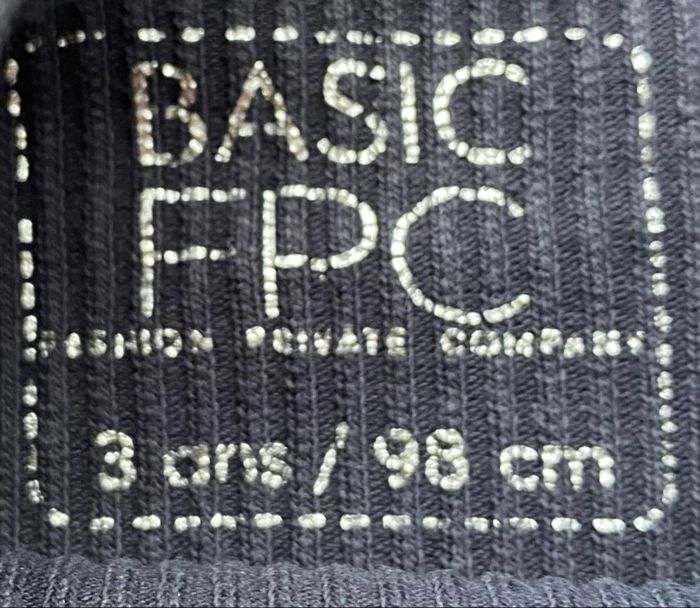 BASIC
FPC
FASHION PRIVATE COMPANY
3 ans / 98 cm